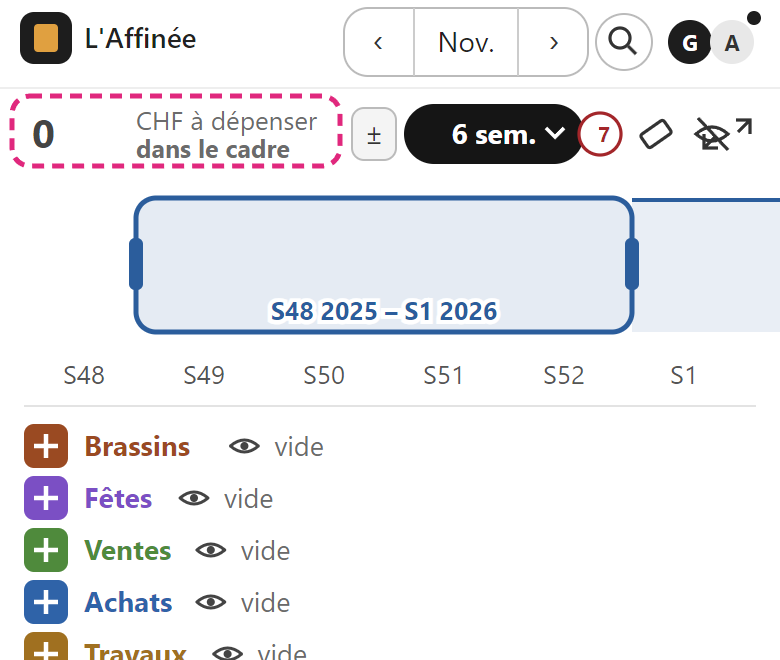 L'Affinée
‹ Nov. ›
G A
0 CHF à dépenser
dans le cadre
± 6 sem. 7
S48 2025 – S1 2026
S48 S49 S50 S51 S52 S1
Brassins vide
Fêtes vide
Ventes vide
Achats vide
Travaux vide